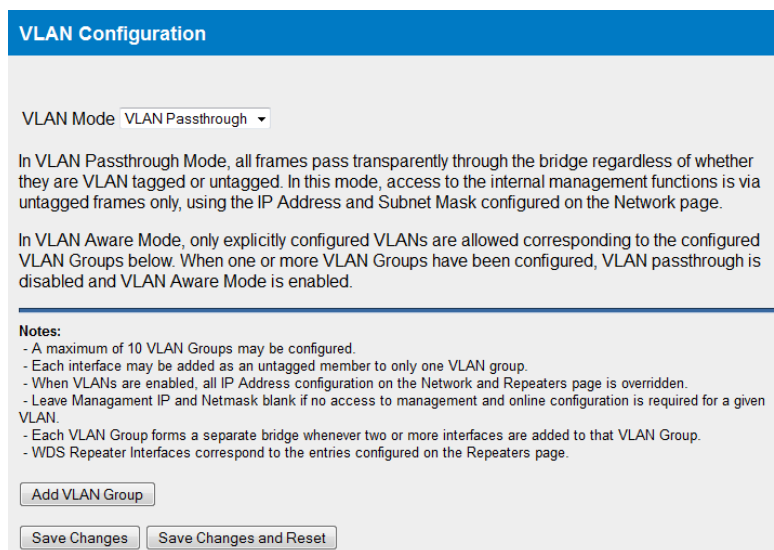 VLAN Configuration
VLAN Mode VLAN Passthrough
In VLAN Passthrough Mode, all frames pass transparently through the bridge regardless of whether
they are VLAN tagged or untagged. In this mode, access to the internal management functions is via
untagged frames only, using the IP Address and Subnet Mask configured on the Network page.
In VLAN Aware Mode, only explicitly configured VLANs are allowed corresponding to the configured
VLAN Groups below. When one or more VLAN Groups have been configured, VLAN passthrough is
disabled and VLAN Aware Mode is enabled.
Notes:
- A maximum of 10 VLAN Groups may be configured.
- Each interface may be added as an untagged member to only one VLAN group.
- When VLANs are enabled, all IP Address configuration on the Network and Repeaters page is overridden.
- Leave Managament IP and Netmask blank if no access to management and online configuration is required for a given
VLAN.
- Each VLAN Group forms a separate bridge whenever two or more interfaces are added to that VLAN Group.
- WDS Repeater Interfaces correspond to the entries configured on the Repeaters page.
Add VLAN Group
Save Changes Save Changes and Reset